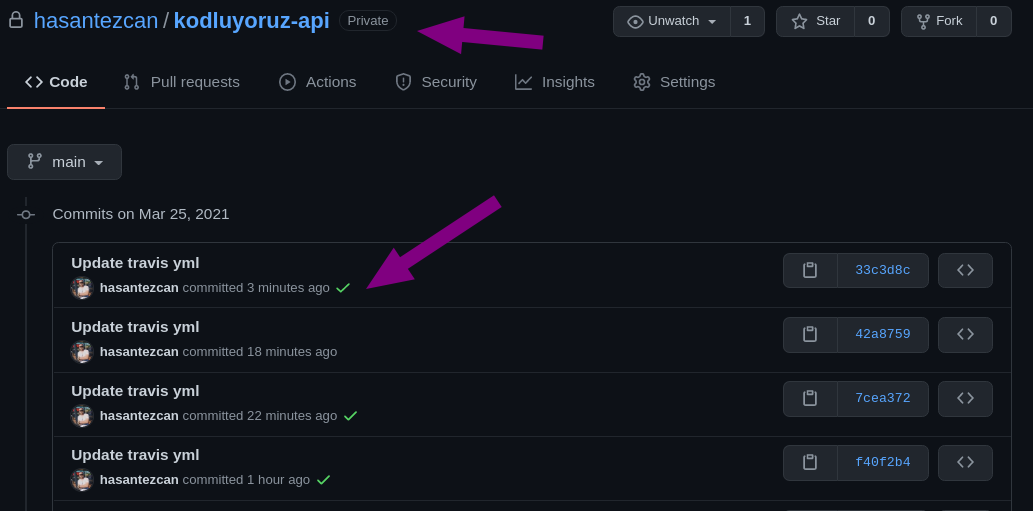 hasantezcan / kodluyoruz-api Private Unwatch 1 Star 0 Fork 0
Code Pull requests Actions Security Insights Settings
main
Commits on Mar 25, 2021
Update travis yml
hasantezcan committed 3 minutes ago
33c3d8c
Update travis yml
hasantezcan committed 18 minutes ago
42a8759
Update travis yml
hasantezcan committed 22 minutes ago
7cea372
Update travis yml
hasantezcan committed 1 hour ago
f40f2b4